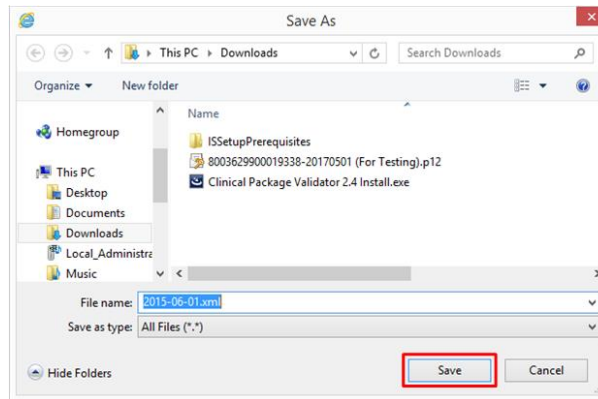 Save As
This PC Downloads
Search Downloads
Organize
New folder
Name
Homegroup
ISSetupPrerequisites
8003629900019338-20170501 (For Testing).p12
This PC
Clinical Package Validator 2.4 Install.exe
Desktop
Documents
Downloads
Local_Administra
Music
File name: 2015-06-01.xml
Save as type: All Files (*.*)
Hide Folders
Save
Cancel